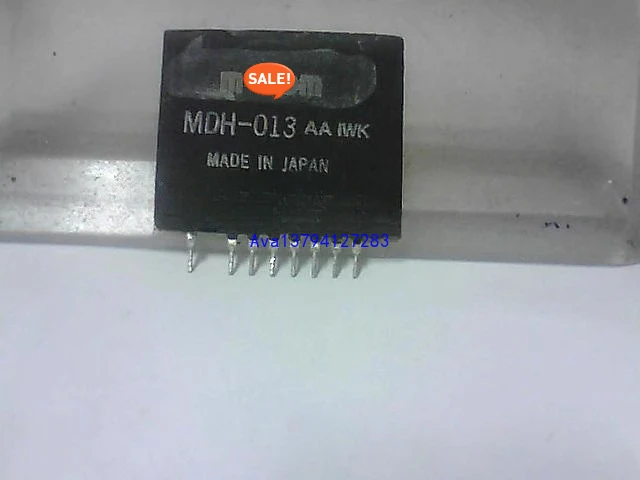 SALE!
MDH-013 AA IWK
MADE IN JAPAN
Ava13794127283